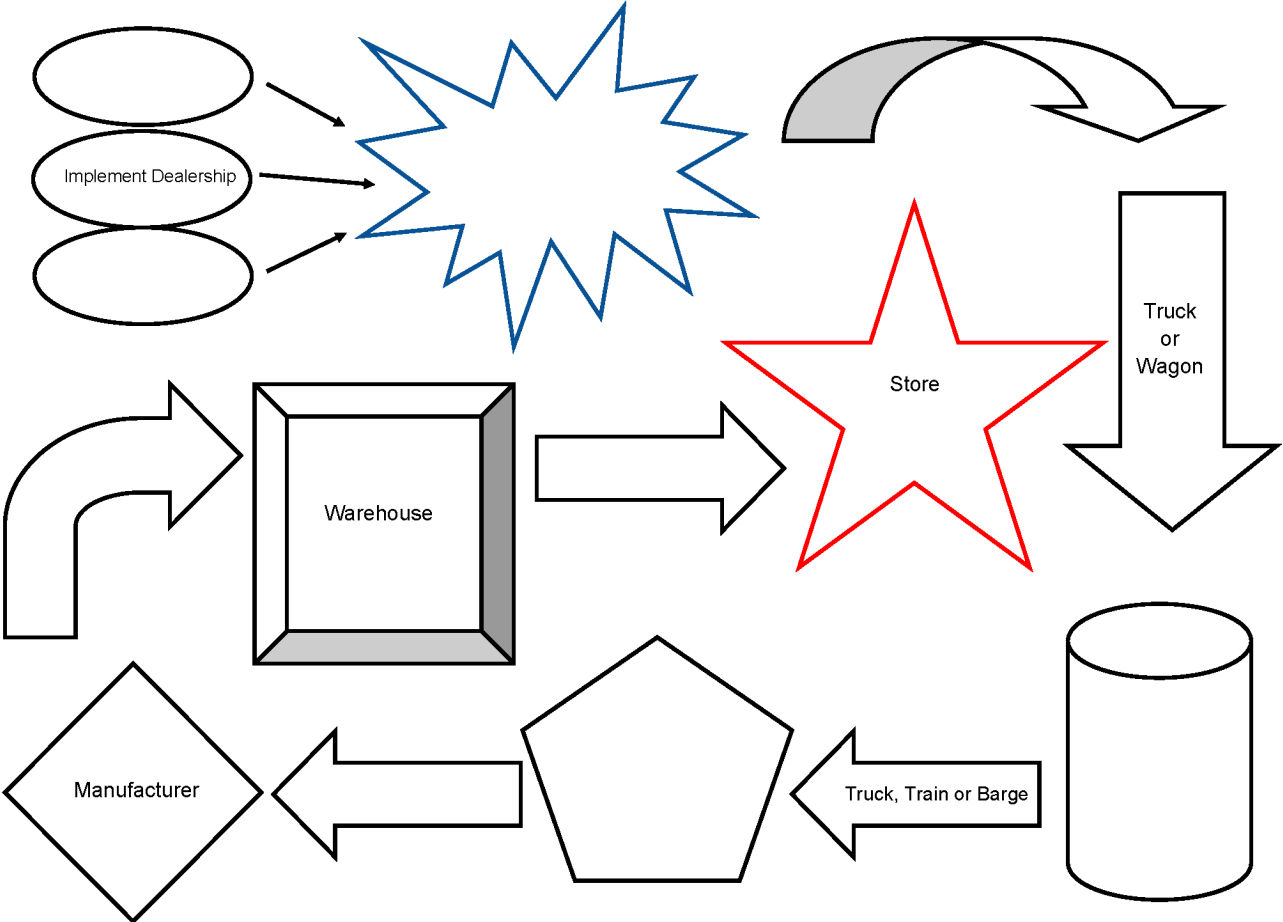 Implement Dealership
Truck
or
Wagon
Store
Warehouse
Manufacturer
Truck, Train or Barge